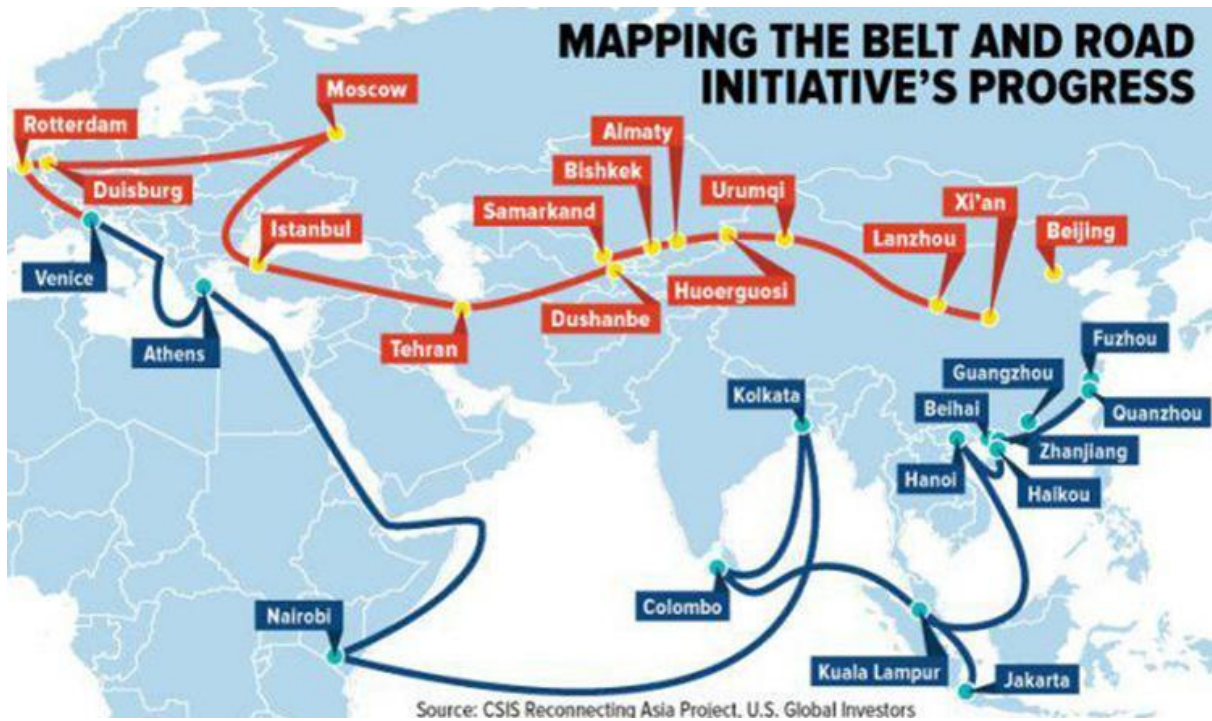 MAPPING THE BELT AND ROAD
INITIATIVE'S PROGRESS
Moscow
Rotterdam
Duisburg
Almaty
Bishkek
Urumqi
Xi'an
Samarkand
Istanbul
Lanzhou
Beijing
Venice
Huoerguosi
Dushanbe
Tehran
Athens
Fuzhou
Guangzhou
Kolkata
Beihai
Quanzhou
Zhanjiang
Hanoi
Haikou
Colombo
Nairobi
Kuala Lampur
Jakarta
Source: CSIS Reconnecting Asia Project, U.S. Global Investors